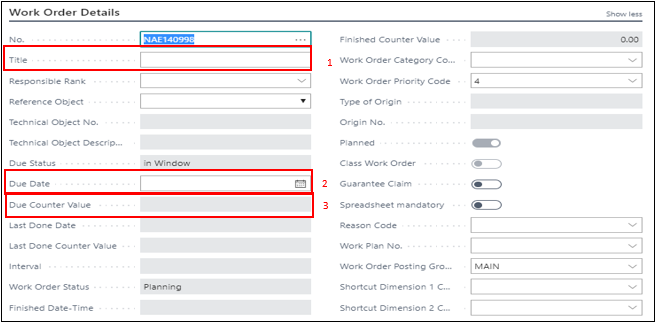 Work Order Details
Show less
No.
NAE140998
...
Title
1
Responsible Rank
Reference Object
Technical Object No.
Technical Object Descrip...
Due Status
in Window
Due Date
2
Due Counter Value
3
Last Done Date
Last Done Counter Value
Interval
Work Order Status
Planning
Finished Date-Time
Finished Counter Value
0.00
Work Order Category Co...
Work Order Priority Code
4
Type of Origin
Origin No.
Planned
Class Work Order
Guarantee Claim
Spreadsheet mandatory
Reason Code
Work Plan No.
Work Order Posting Gro...
MAIN
Shortcut Dimension 1 C...
Shortcut Dimension 2 C...